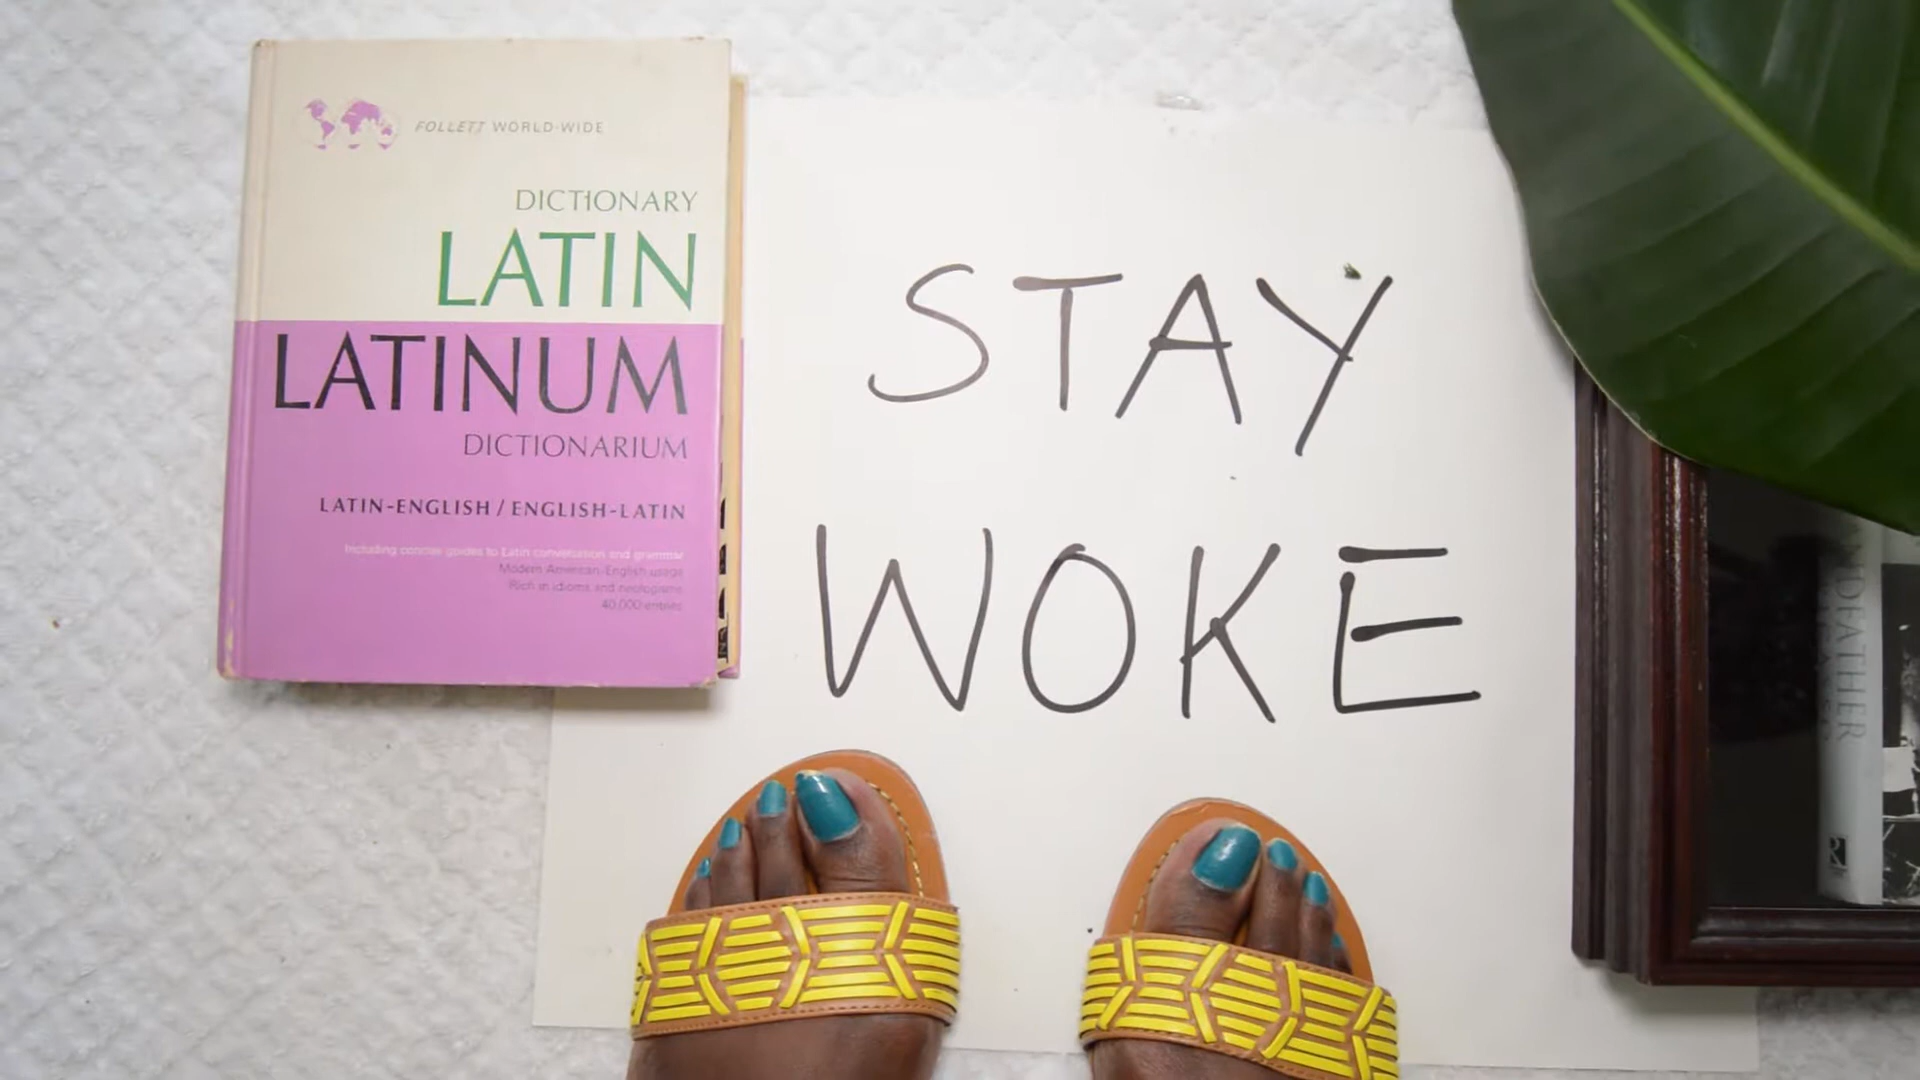 FOLLETT WORLD-WIDE
DICTIONARY
LATIN
LATINUM
DICTIONARIUM
LATIN-ENGLISH / ENGLISH-LATIN
Including concise guides to Latin conversation and grammar
Modern American-English usage
Rich in idioms and neologisms
40,000 entries
STAY
WOKE
NDFATHER